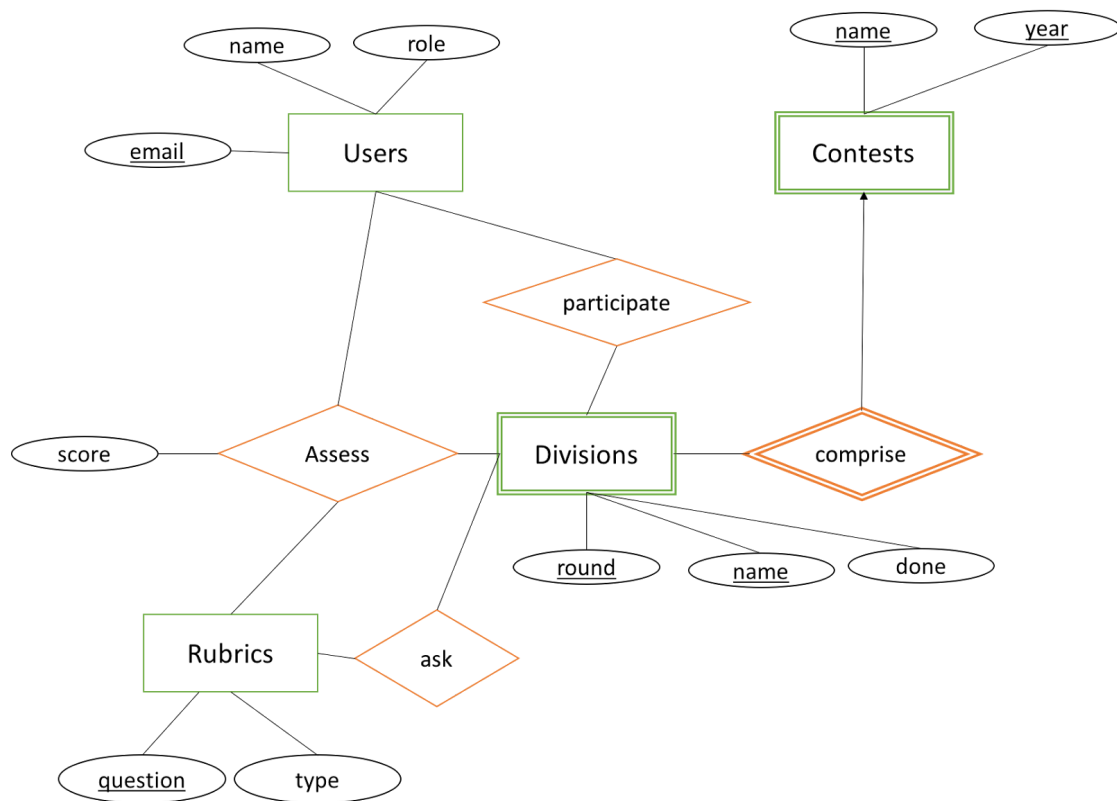 name
role
name
year
email
Users
Contests
participate
score
Assess
Divisions
comprise
round
name
done
Rubrics
ask
question
type